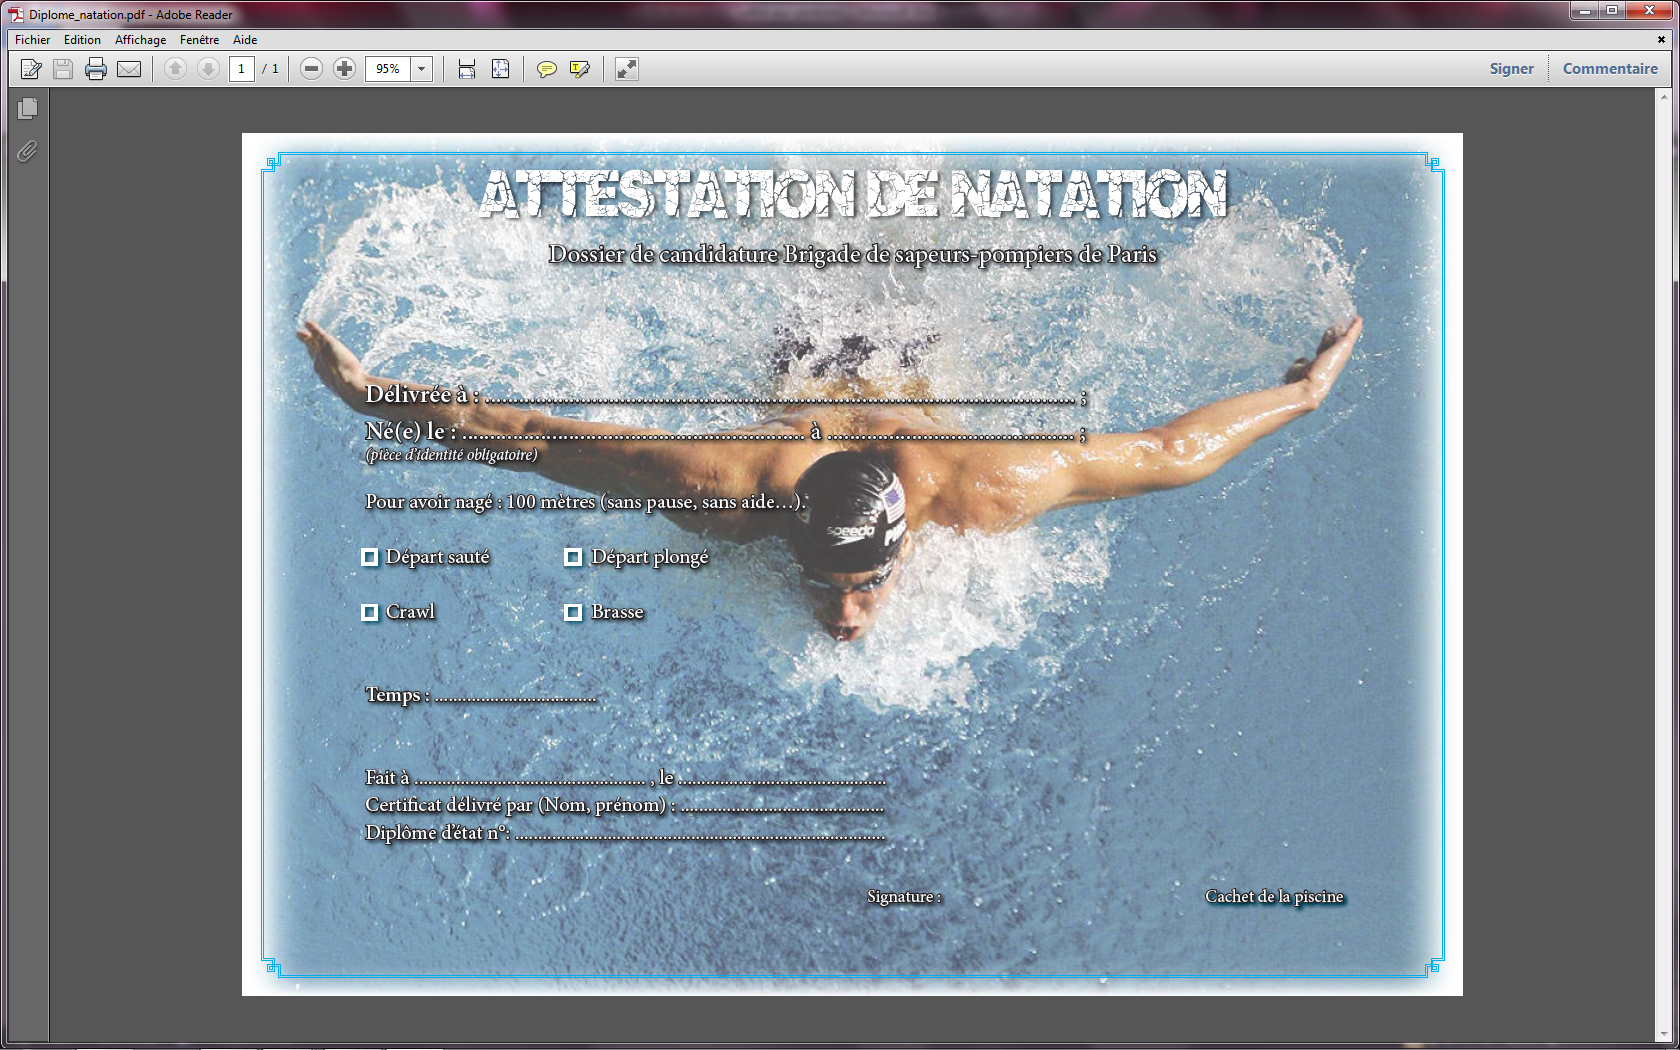 Diplome_natation.pdf - Adobe Reader
Fichier Edition Affichage Fenêtre Aide
1 / 1 95% Signer Commentaire
ATTESTATION DE NATATION
Dossier de candidature Brigade de sapeurs-pompiers de Paris
Délivrée à : .......................................................................................................... ;
Né(e) le : ............................................................. à ............................................ ;
(pièce d'identité obligatoire)
Pour avoir nagé : 100 mètres (sans pause, sans aide…).
speedo
Départ sauté Départ plongé
Crawl Brasse
Temps : ...................................
Fait à .................................................. , le .............................................
Certificat délivré par (Nom, prénom) : ............................................
Diplôme d'état n°: ................................................................................
Signature : Cachet de la piscine